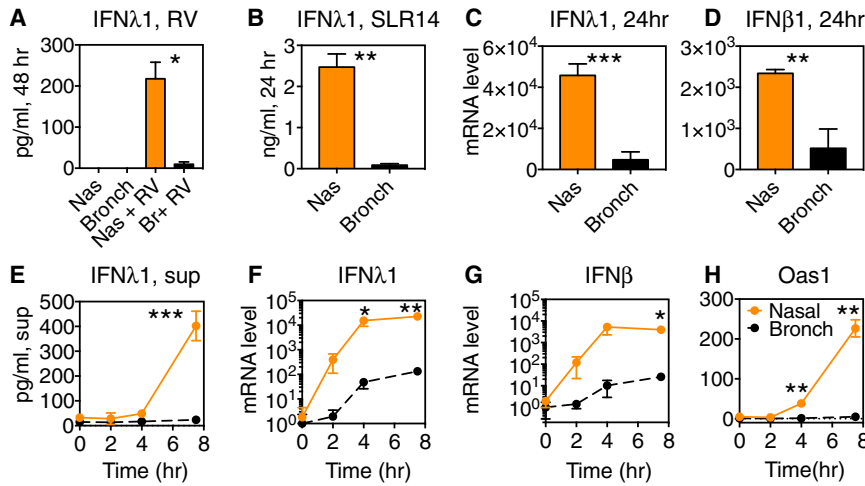 A IFNλ1, RV
pg/ml, 48 hr
300
200
100
0
Nas
Bronch
Nas + RV
Br+ RV
*
B IFNλ1, SLR14
ng/ml, 24 hr
3
2
1
0
Nas
Bronch
**
C IFNλ1, 24hr
mRNA level
6×10⁴
4×10⁴
2×10⁴
0
Nas
Bronch
***
D IFNβ1, 24hr
3×10³
2×10³
1×10³
0
Nas
Bronch
**
E IFNλ1, sup
pg/ml, sup
500
400
300
200
100
0
***
0 2 4 6 8
Time (hr)
F IFNλ1
mRNA level
10⁵
10⁴
10³
10²
10¹
10⁰
* **
0 2 4 6 8
Time (hr)
G IFNβ
mRNA level
10⁵
10⁴
10³
10²
10¹
10⁰
*
0 2 4 6 8
Time (hr)
H Oas1
300
200
100
0
Nasal
Bronch
**
**
0 2 4 6 8
Time(hr)